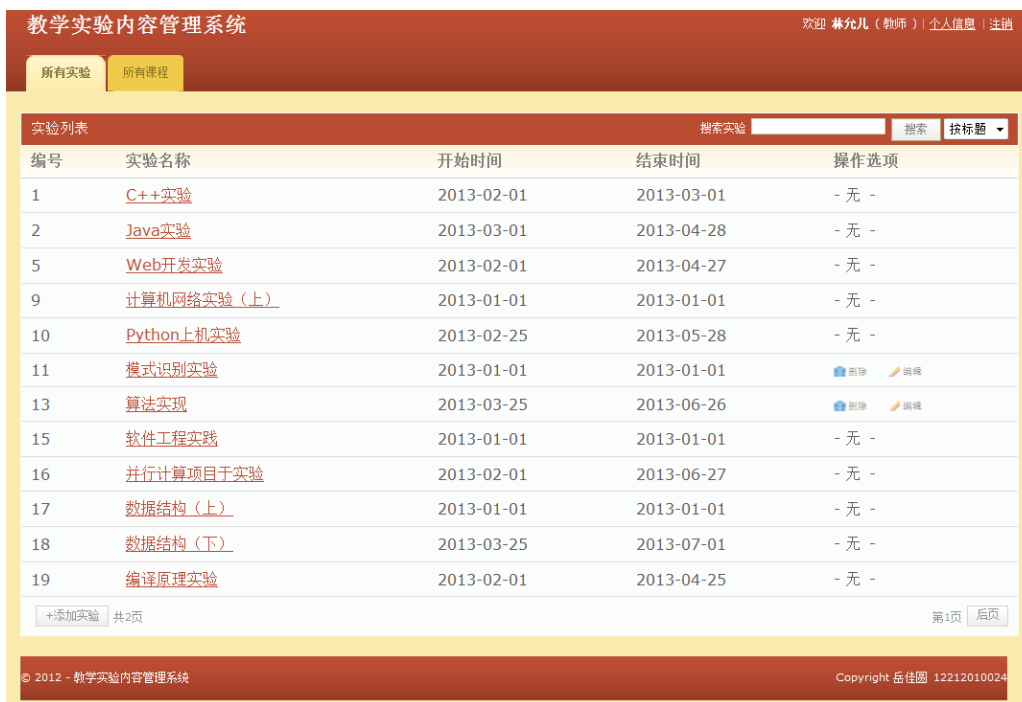 教学实验内容管理系统
欢迎 林允儿 ( 教师 ) | 个人信息 | 注销
所有实验 所有课程
实验列表 搜索实验 搜索 按标题
编号 实验名称 开始时间 结束时间 操作选项
1 C++实验 2013-02-01 2013-03-01 - 无 -
2 Java实验 2013-03-01 2013-04-28 - 无 -
5 Web开发实验 2013-02-01 2013-04-27 - 无 -
9 计算机网络实验（上） 2013-01-01 2013-01-01 - 无 -
10 Python上机实验 2013-02-25 2013-05-28 - 无 -
11 模式识别实验 2013-01-01 2013-01-01 删除 编辑
13 算法实现 2013-03-25 2013-06-26 删除 编辑
15 软件工程实践 2013-01-01 2013-01-01 - 无 -
16 并行计算项目于实验 2013-02-01 2013-06-27 - 无 -
17 数据结构（上） 2013-01-01 2013-01-01 - 无 -
18 数据结构（下） 2013-03-25 2013-07-01 - 无 -
19 编译原理实验 2013-02-01 2013-04-25 - 无 -
+添加实验 共2页 第1页 后页
© 2012 - 教学实验内容管理系统 Copyright 岳佳圆 12212010024